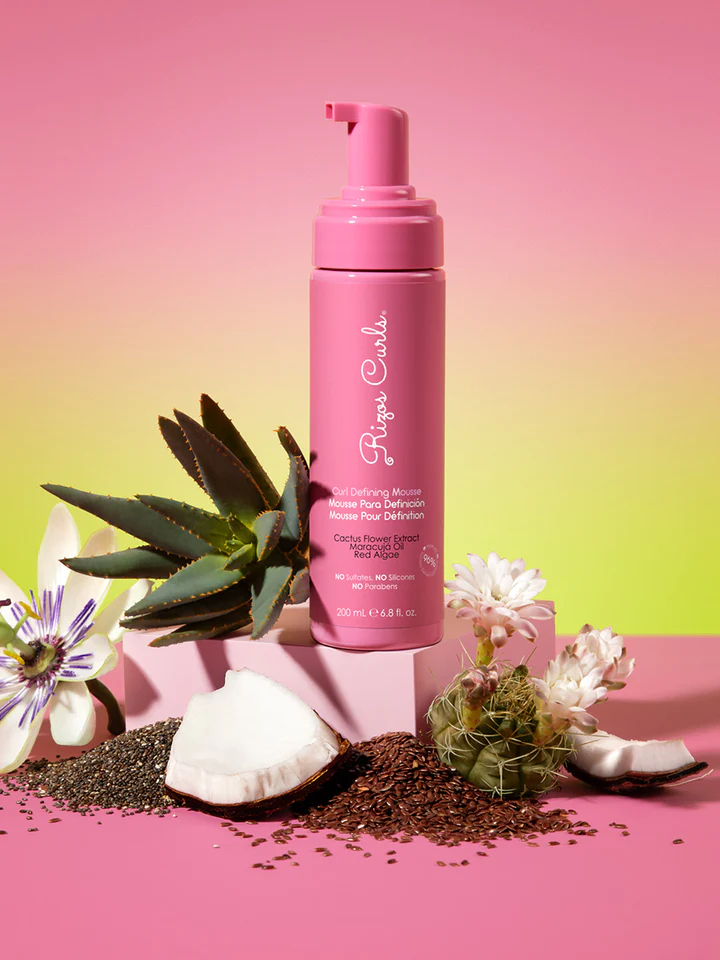 Rizos Curls®
Curl Defining Mousse
Mousse Para Definición
Mousse Pour Définition
Cactus Flower Extract
Maracujá Oil
Red Algae
96%
NO Sulfates, NO Silicones
NO Parabens
200 mL ℮ 6.8 fl. oz.